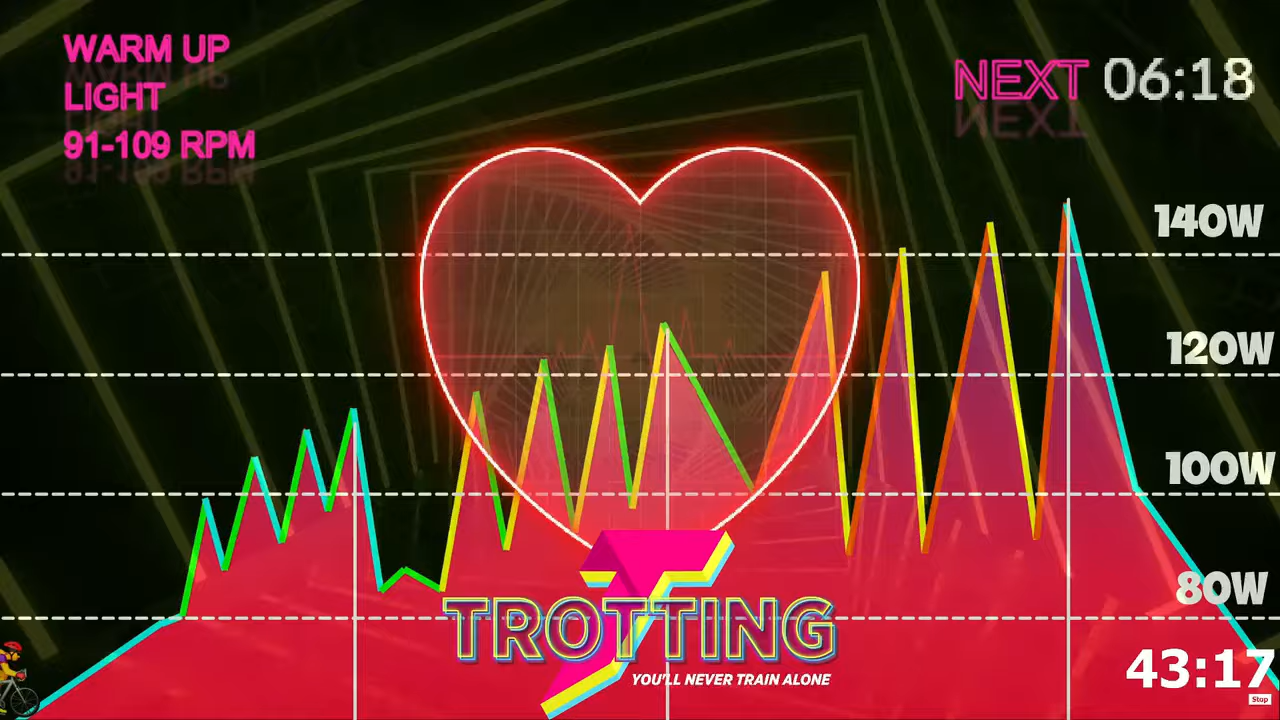 WARM UP
LIGHT
91-109 RPM
NEXT 06:18
140W
120W
100W
80W
TROTTING
YOU'LL NEVER TRAIN ALONE
43:17
Stop